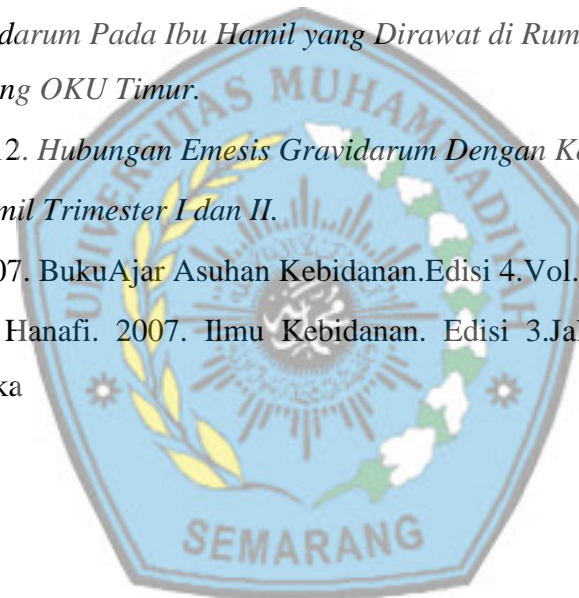 darum Pada Ibu Hamil yang Dirawat di Rum
ng OKU Timur.
12. Hubungan Emesis Gravidarum Dengan
mil Trimester I dan II.
07. BukuAjar Asuhan Kebidanan.Edisi 4.Vol.
Hanafi. 2007. Ilmu Kebidanan. Edisi 3.
ka
UNIVERSITAS MUHAMMADIYAH
SEMARANG